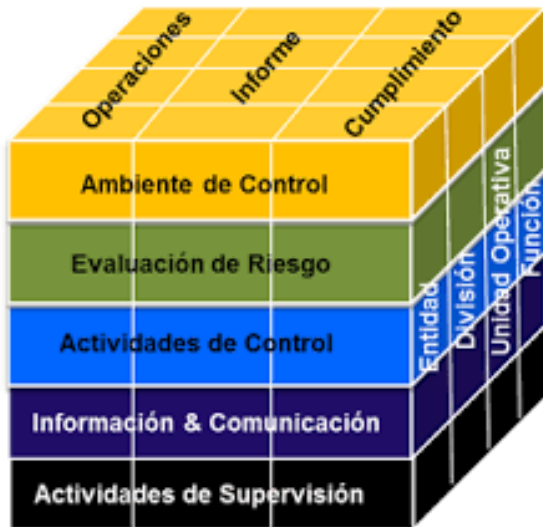 Operaciones
Informe
Cumplimiento
Ambiente de Control
Evaluación de Riesgo
Actividades de Control
Información & Comunicación
Actividades de Supervisión
Entidad
División
Unidad Operativa
Función